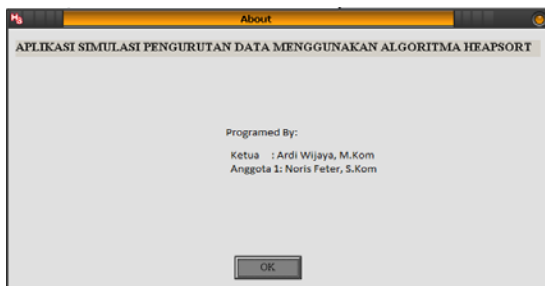 About
APLIKASI SIMULASI PENGURUTAN DATA MENGGUNAKAN ALGORITMA HEAPSORT
Programed By:
Ketua : Ardi Wijaya, M.Kom
Anggota 1: Noris Feter, S.Kom
OK